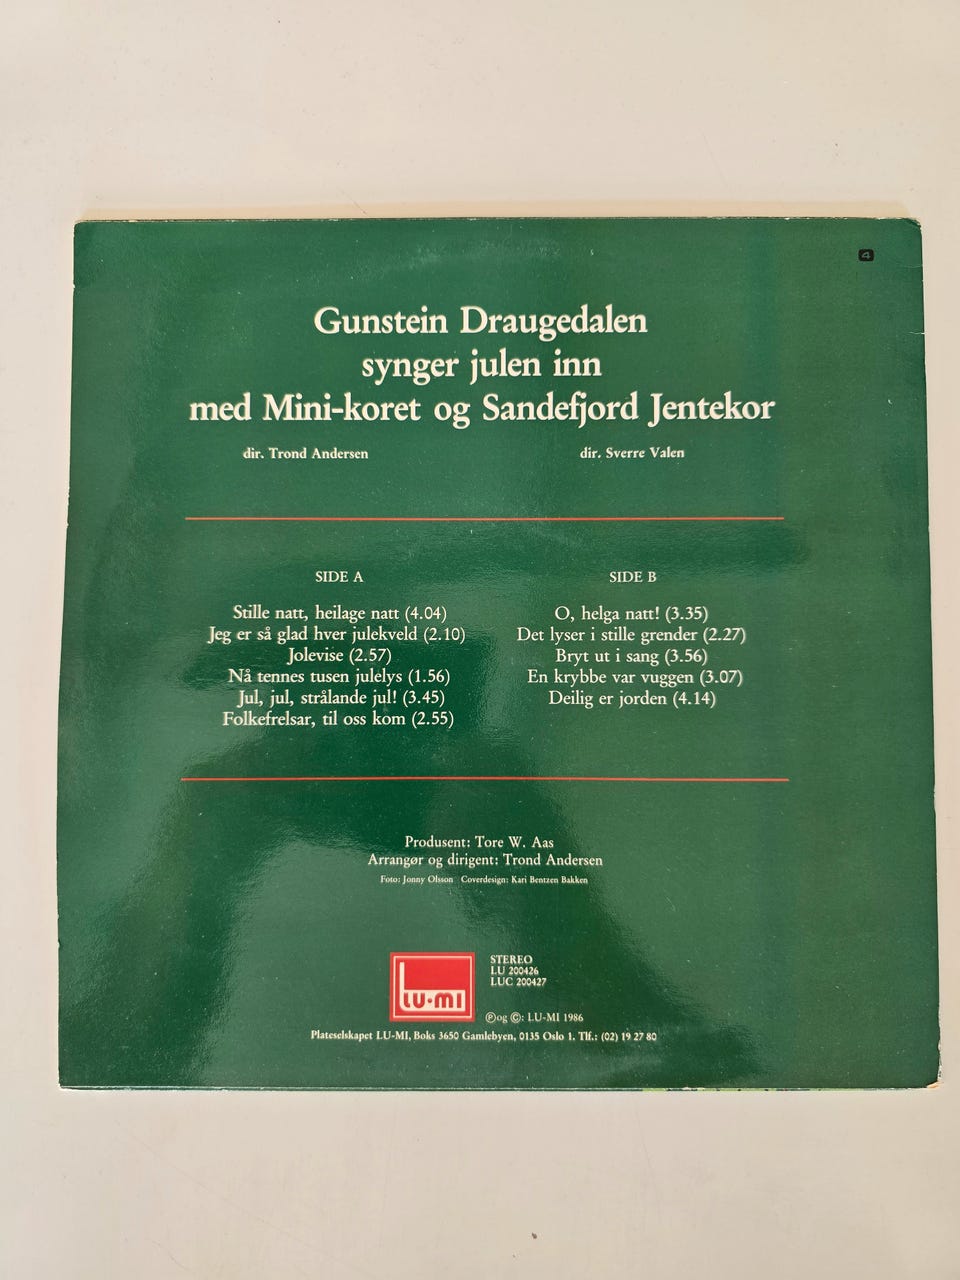 4
Gunstein Draugedalen
synger julen inn
med Mini-koret og Sandefjord Jentekor
dir. Trond Andersen
dir. Sverre Valen
SIDE A
Stille natt, heilage natt (4.04)
Jeg er så glad hver julekveld (2.10)
Jolevise (2.57)
Nå tennes tusen julelys (1.56)
Jul, jul, strålande jul! (3.45)
Folkefrelsar, til oss kom (2.55)
SIDE B
O, helga natt! (3.35)
Det lyser i stille grender (2.27)
Bryt ut i sang (3.56)
En krybbe var vuggen (3.07)
Deilig er jorden (4.14)
Produsent: Tore W. Aas
Arrangør og dirigent: Trond Andersen
Foto: Jonny Olsson Coverdesign: Kari Bentzen Bakken
LU-MI
STEREO
LU 200426
LUC 200427
Ⓟog ©: LU-MI 1986
Plateselskapet LU-MI, Boks 3650 Gamlebyen, 0135 Oslo 1. Tlf.: (02) 19 27 80